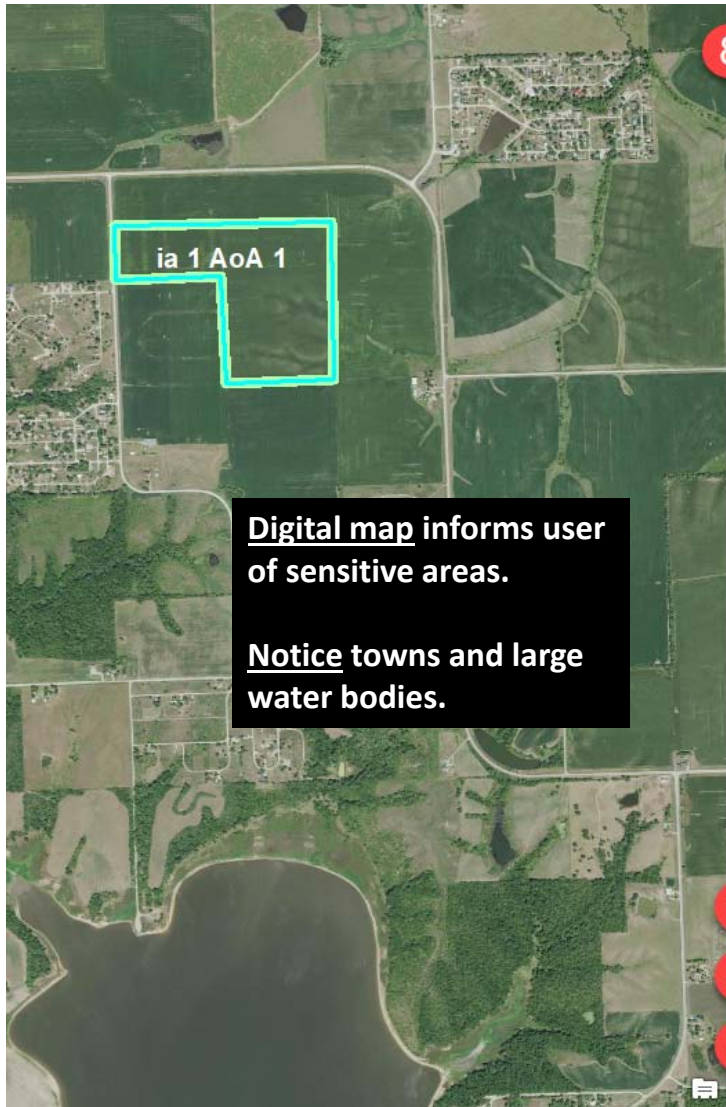 ia 1 AoA 1
Digital map informs user
of sensitive areas.
Notice towns and large
water bodies.